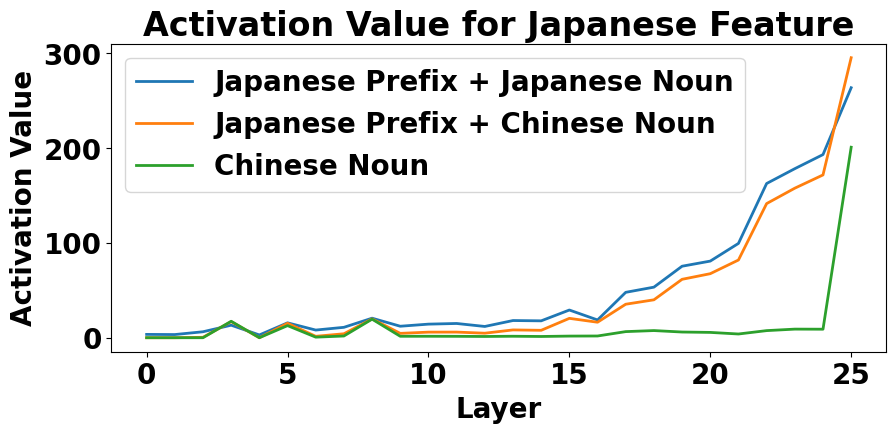 Activation Value for Japanese Feature
300
200
100
0
Activation Value
Japanese Prefix + Japanese Noun
Japanese Prefix + Chinese Noun
Chinese Noun
0 5 10 15 20 25
Layer